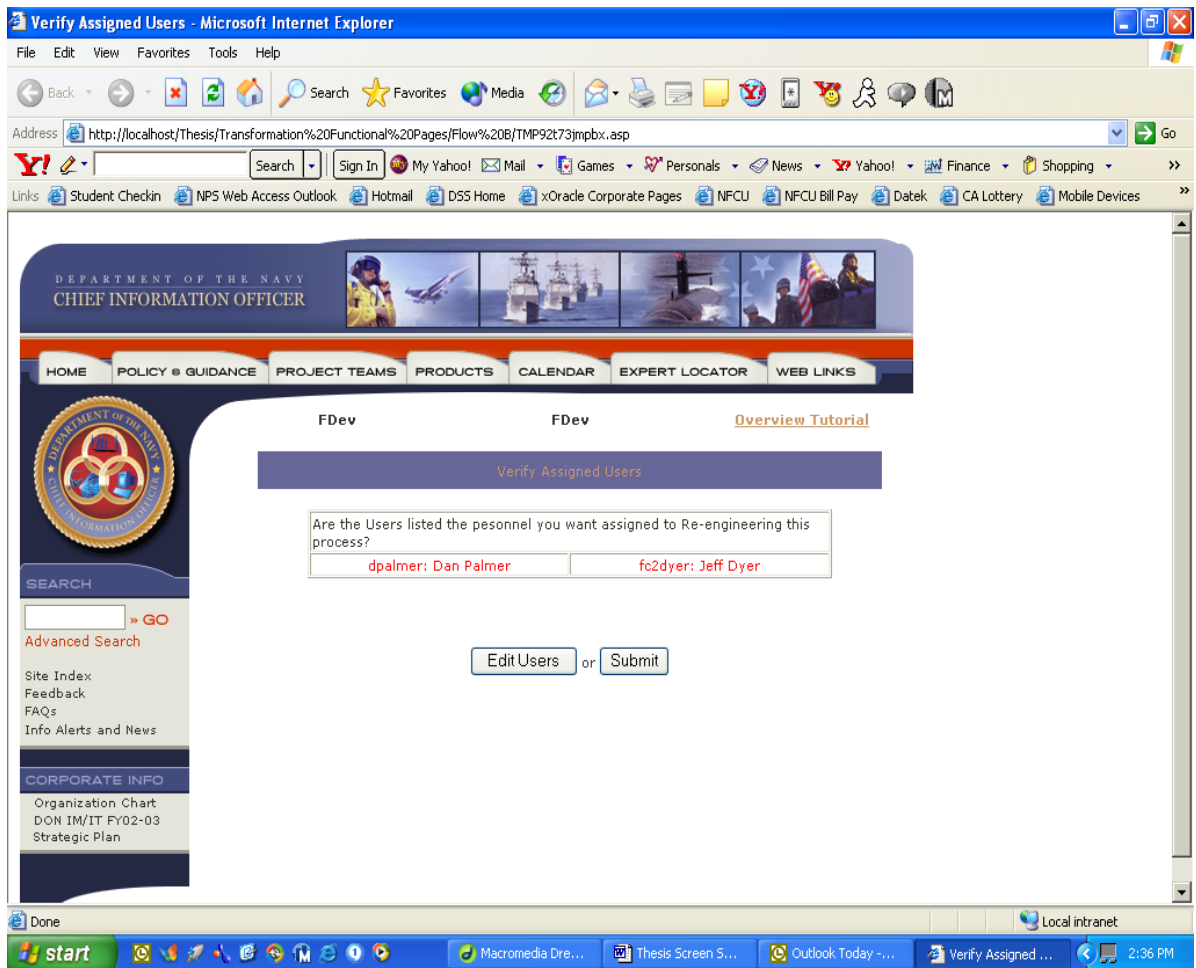 Verify Assigned Users - Microsoft Internet Explorer
File Edit View Favorites Tools Help
Back Search Favorites Media
Address http://localhost/Thesis/Transformation%20Functional%20Pages/Flow%20B/TMP92t73jmpbx.asp Go
Y! Search Sign In My Yahoo! Mail Games Personals News Yahoo! Finance Shopping »
Links Student Checkin NPS Web Access Outlook Hotmail DSS Home xOracle Corporate Pages NFCU NFCU Bill Pay Datek CA Lottery Mobile Devices »
DEPARTMENT OF THE NAVY
CHIEF INFORMATION OFFICER
HOME POLICY & GUIDANCE PROJECT TEAMS PRODUCTS CALENDAR EXPERT LOCATOR WEB LINKS
DEPARTMENT OF THE NAVY
CHIEF INFORMATION OFFICER
FDev FDev Overview Tutorial
Verify Assigned Users
Are the Users listed the pesonnel you want assigned to Re-engineering this
process?
dpalmer: Dan Palmer fc2dyer: Jeff Dyer
Edit Users or Submit
SEARCH
» GO
Advanced Search
Site Index
Feedback
FAQs
Info Alerts and News
CORPORATE INFO
Organization Chart
DON IM/IT FY02-03
Strategic Plan
Done Local intranet
start Macromedia Dre... Thesis Screen S... Outlook Today -... Verify Assigned ... 2:36 PM